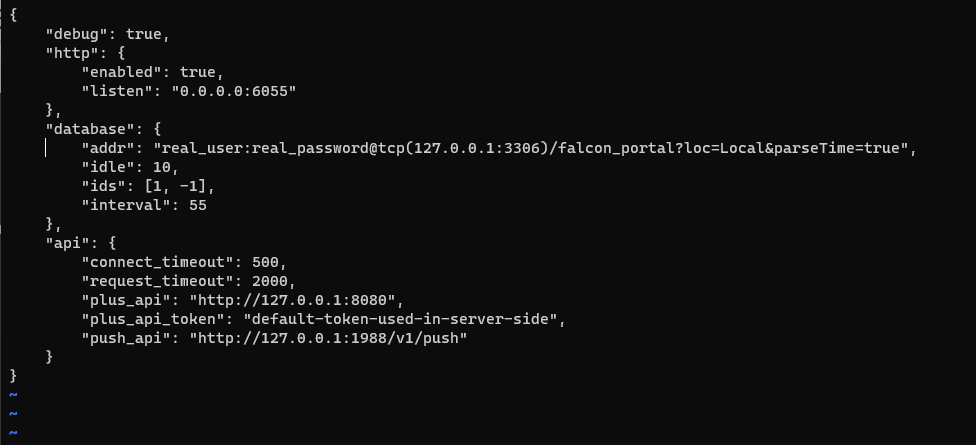 {
    "debug": true,
    "http": {
        "enabled": true,
        "listen": "0.0.0.0:6055"
    },
    "database": {
        "addr": "real_user:real_password@tcp(127.0.0.1:3306)/falcon_portal?loc=Local&parseTime=true",
        "idle": 10,
        "ids": [1, -1],
        "interval": 55
    },
    "api": {
        "connect_timeout": 500,
        "request_timeout": 2000,
        "plus_api": "http://127.0.0.1:8080",
        "plus_api_token": "default-token-used-in-server-side",
        "push_api": "http://127.0.0.1:1988/v1/push"
    }
}
~
~
~